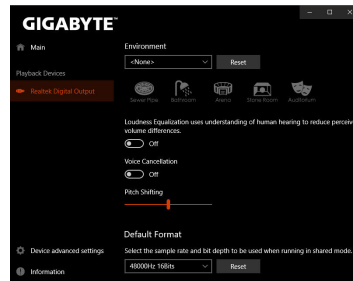 GIGABYTE™
Main
Playback Devices
Realtek Digital Output
Environment
<None>
Reset
Sewer Pipe
Bathroom
Arena
Stone Room
Auditorium
Loudness Equalization uses understanding of human hearing to reduce perceiv
volume differences.
Off
Voice Cancellation
Off
Pitch Shifting
Default Format
Select the sample rate and bit depth to be used when running in shared mode.
48000Hz 16Bits
Reset
Device advanced settings
Information